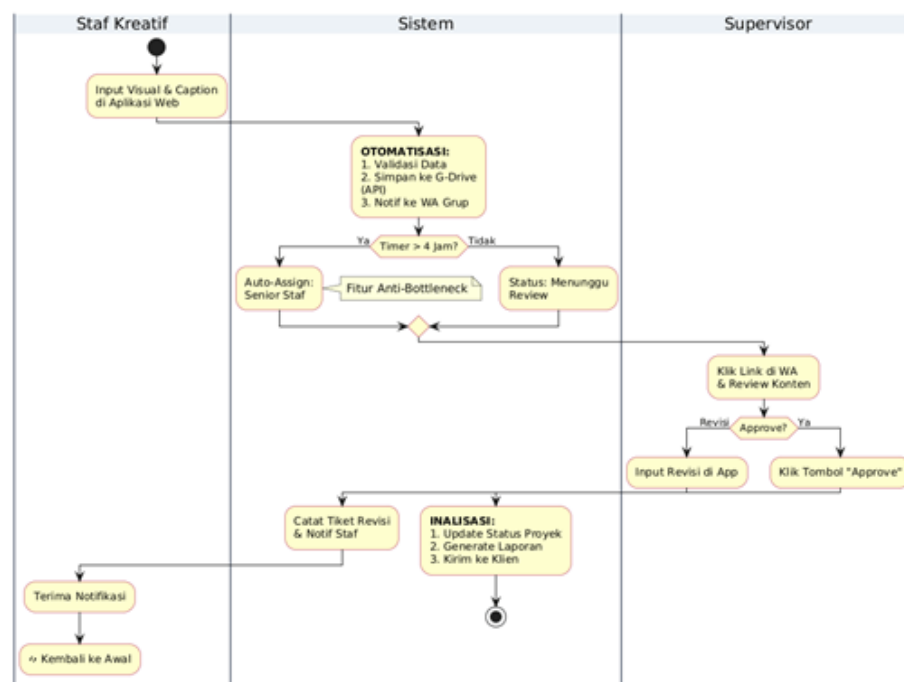 Staf Kreatif
Sistem
Supervisor
Input Visual & Caption
di Aplikasi Web
OTOMATISASI:
1. Validasi Data
2. Simpan ke G-Drive
(API)
3. Notif ke WA Grup
Ya
Timer > 4 Jam?
Tidak
Auto-Assign:
Senior Staf
Fitur Anti-Bottleneck
Status: Menunggu
Review
Klik Link di WA
& Review Konten
Revisi
Approve?
Ya
Input Revisi di App
Klik Tombol "Approve"
Catat Tiket Revisi
& Notif Staf
INALISASI:
1. Update Status Proyek
2. Generate Laporan
3. Kirim ke Klien
Terima Notifikasi
Kembali ke Awal